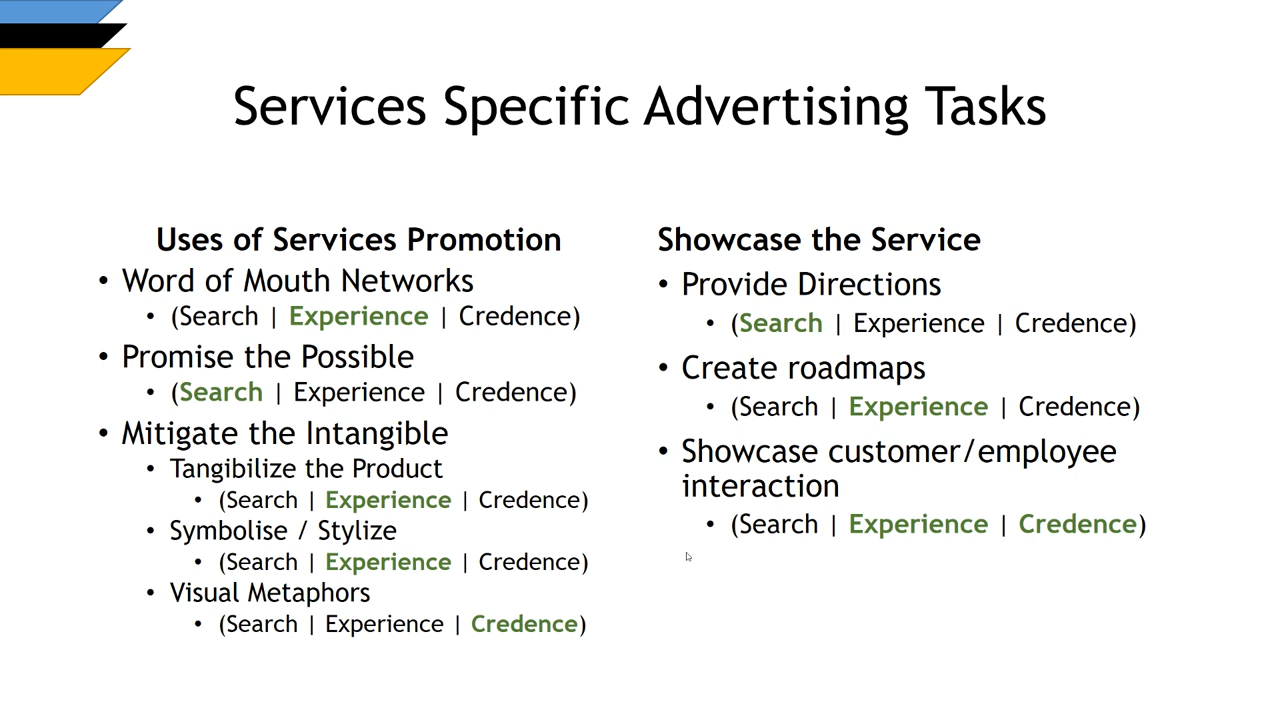 Services Specific Advertising Tasks
Uses of Services Promotion
• Word of Mouth Networks
• (Search | Experience | Credence)
• Promise the Possible
• (Search | Experience | Credence)
• Mitigate the Intangible
• Tangibilize the Product
• (Search | Experience | Credence)
• Symbolise / Stylize
• (Search | Experience | Credence)
• Visual Metaphors
• (Search | Experience | Credence)
Showcase the Service
• Provide Directions
• (Search | Experience | Credence)
• Create roadmaps
• (Search | Experience | Credence)
• Showcase customer/employee
interaction
• (Search | Experience | Credence)